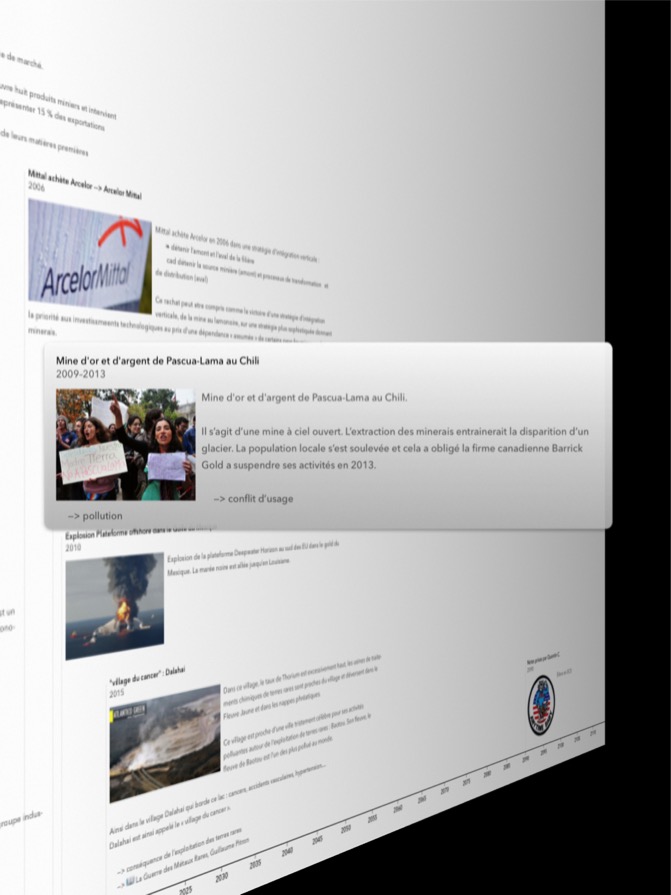 e de marché.
uvre huit produits miniers et intervient
eprésenter 15 % des exportations
de leurs matières premières
Mittal achète Arcelor --> Arcelor Mittal
2006
ArcelorMittal
Mittal achète Arcelor en 2006 dans une stratégie d'intégration verticale :
détenir l'amont et l'aval de la filière
cad détenir la source minière (amont) et processus de transformation et
de distribution (aval)
Ce rachat peut être compris comme la victoire d'une stratégie d'intégration
verticale, de la mine au laminoire, sur une stratégie plus sophistiquée donnant
la priorité aux investissements technologiques au prix d'une dépendance « assumée » de certains
minerais.
Mine d'or et d'argent de Pascua-Lama au Chili
2009-2013
Mine d'or et d'argent de Pascua-Lama au Chili.
Il s'agit d'une mine à ciel ouvert. L'extraction des minerais entrainerait la disparition d'un
glacier. La population locale s'est soulevée et cela a obligé la firme canadienne Barrick
Gold a suspendre ses activités en 2013.
--> conflit d'usage
--> pollution
Explosion Plateforme offshore dans le
2010
Explosion de la plateforme Deepwater Horizon au sud des EU dans le golf du
Mexique. La marée noire est allée jusqu'en Louisiane.
st un
ono-
"village du cancer" : Dalahai
2015
Dans ce village, le taux de Thorium est excessivement haut, les usines de traite-
ments chimiques de terres rares sont proches du village et déversent dans le
Fleuve Jaune et dans les nappes phréatiques.
Ce village est proche d'une ville tristement célèbre pour ses activités
polluantes autour de l'exploitation de terres rares : Baotou. Son fleuve, le
fleuve de Baotou est l'un des plus pollué au monde.
Ainsi dans le village Dalahai qui borde ce lac : cancers, accidents vasculaires, hypertension...
Dalahai est ainsi appelé le « village du cancer ».
--> conséquence de l'exploitation des terres rares
--> La Guerre des Métaux Rares, Guillaume Pitron
groupe indus-
2025 2030 2035 2040 2045 2050 2055 2060 2065 2070 2075 2080 2085 2090 2095 2100 2105 2110